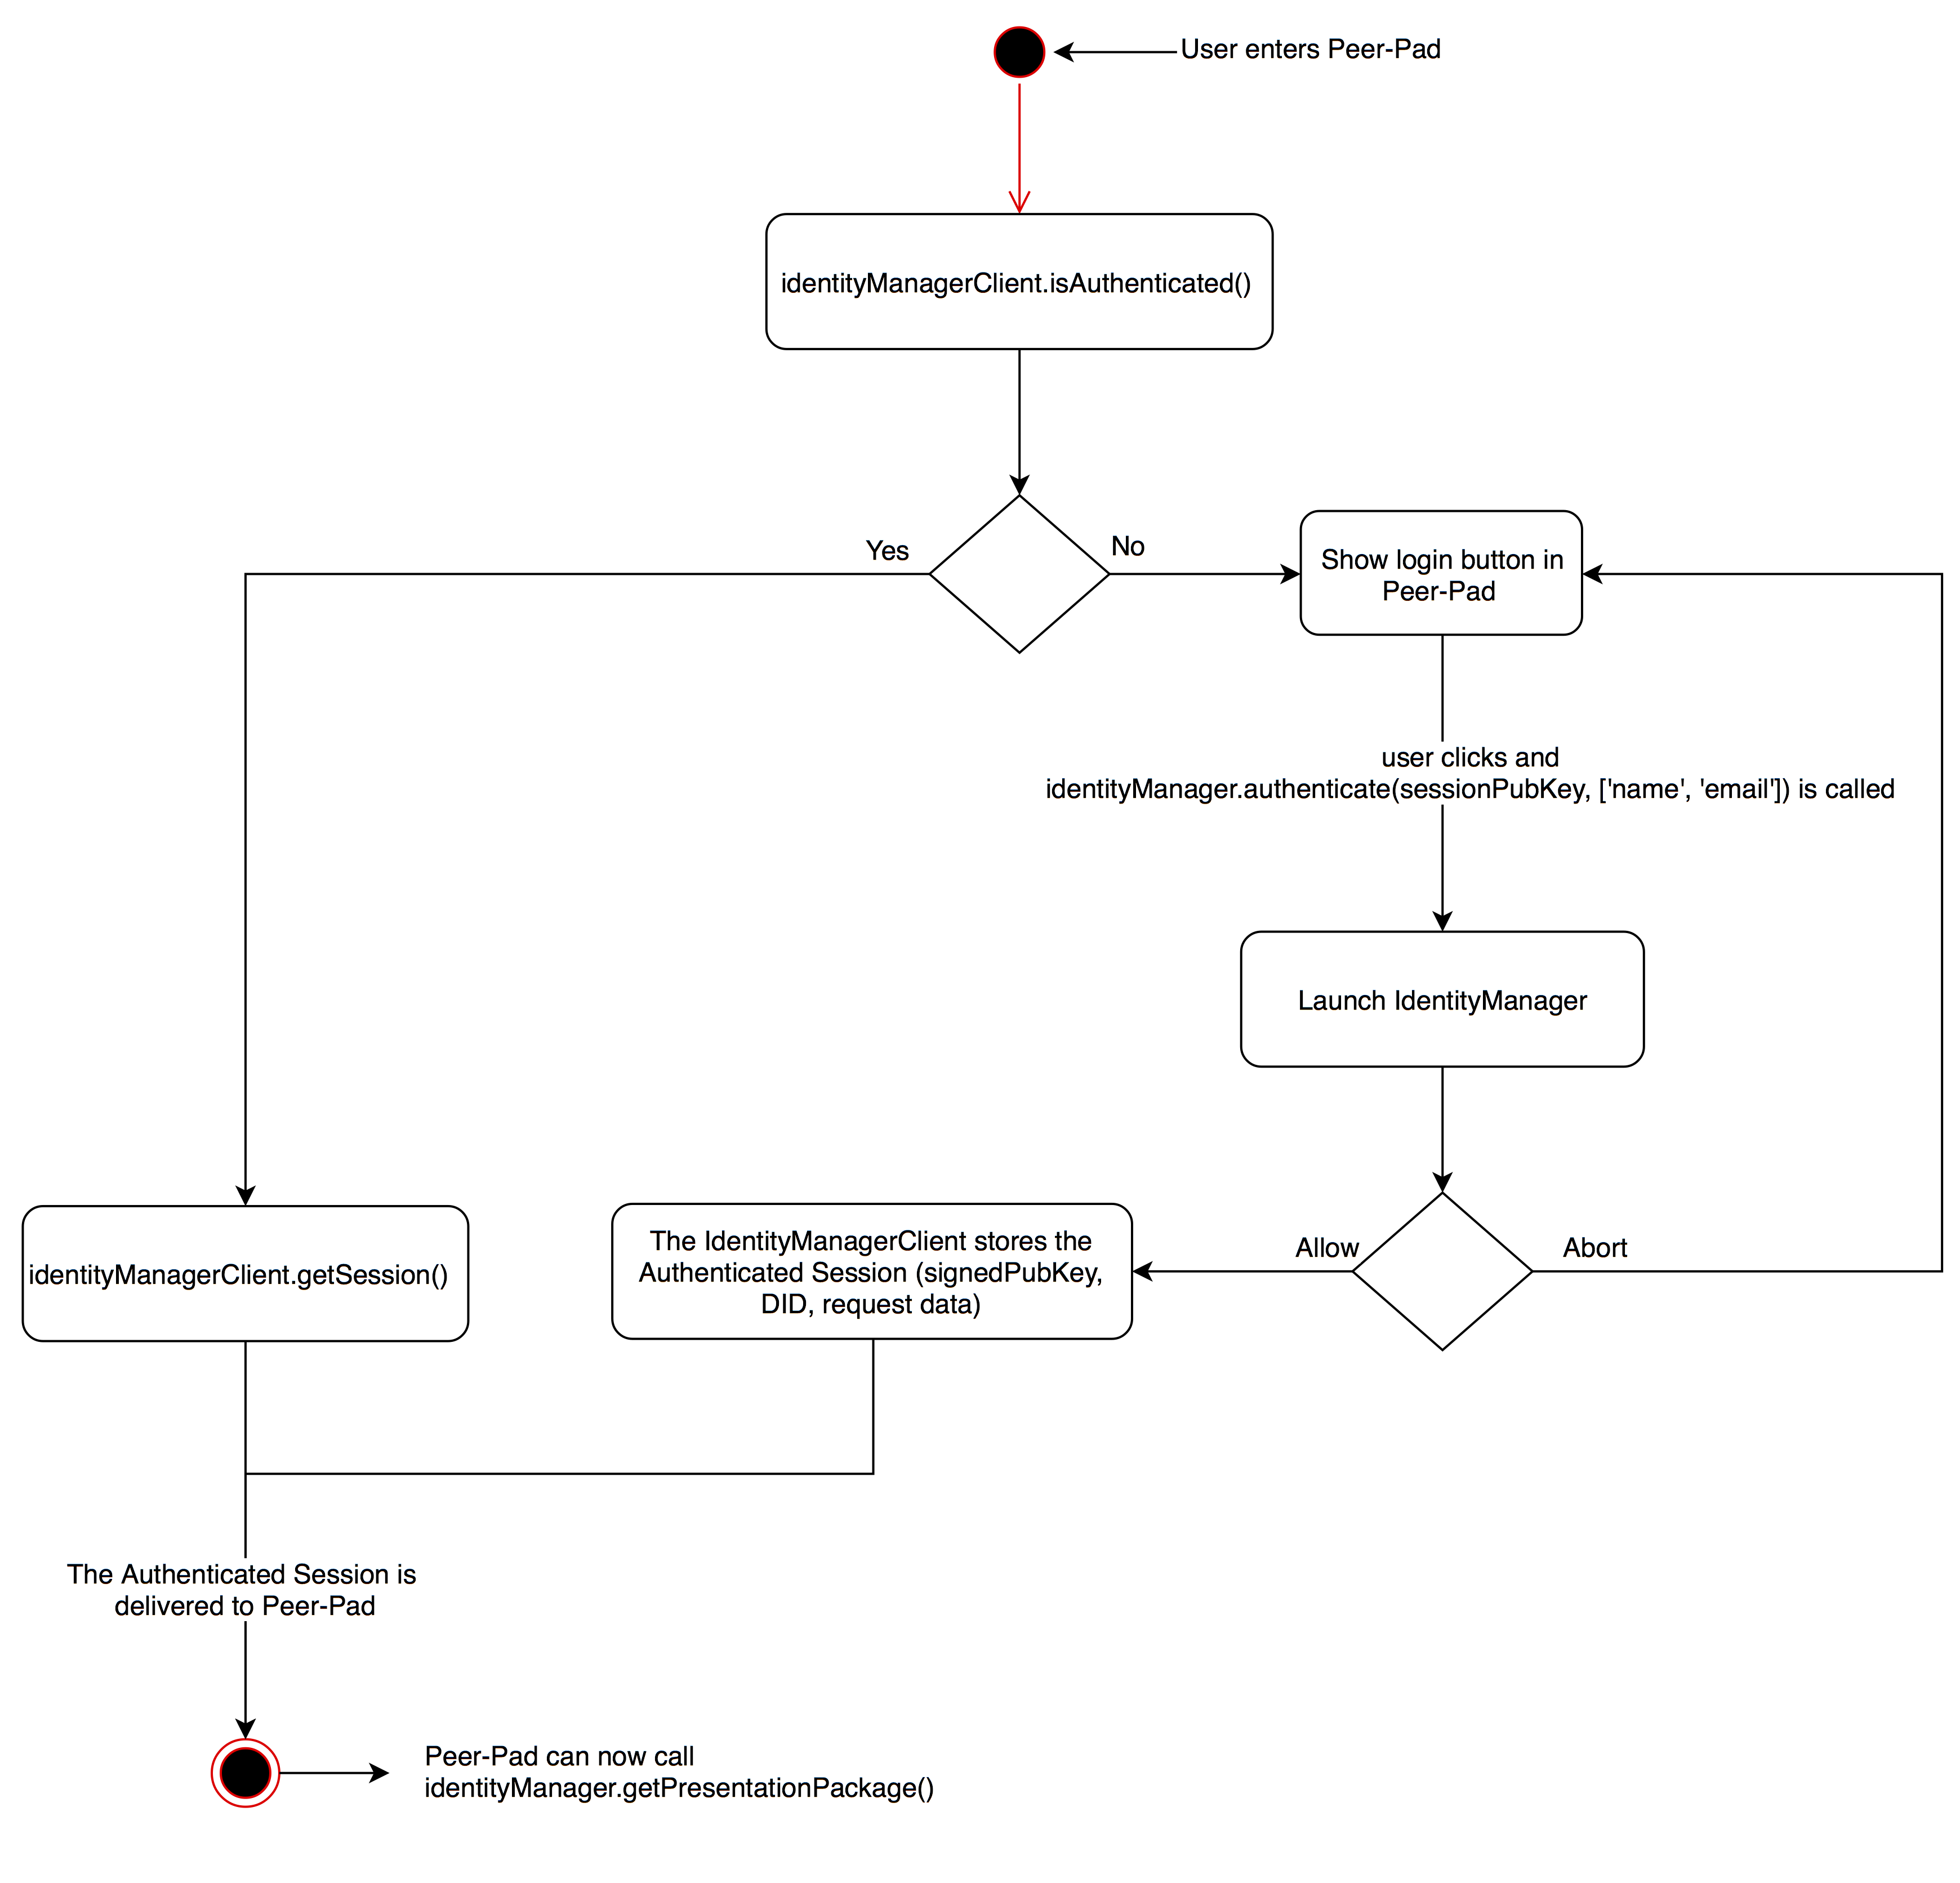 User enters Peer-Pad
identityManagerClient.isAuthenticated()
Yes
No
Show login button in
Peer-Pad
user clicks and
identityManager.authenticate(sessionPubKey, ['name', 'email']) is called
Launch IdentityManager
Allow
Abort
The IdentityManagerClient stores the
Authenticated Session (signedPubKey,
DID, request data)
identityManagerClient.getSession()
The Authenticated Session is
delivered to Peer-Pad
Peer-Pad can now call
identityManager.getPresentationPackage()